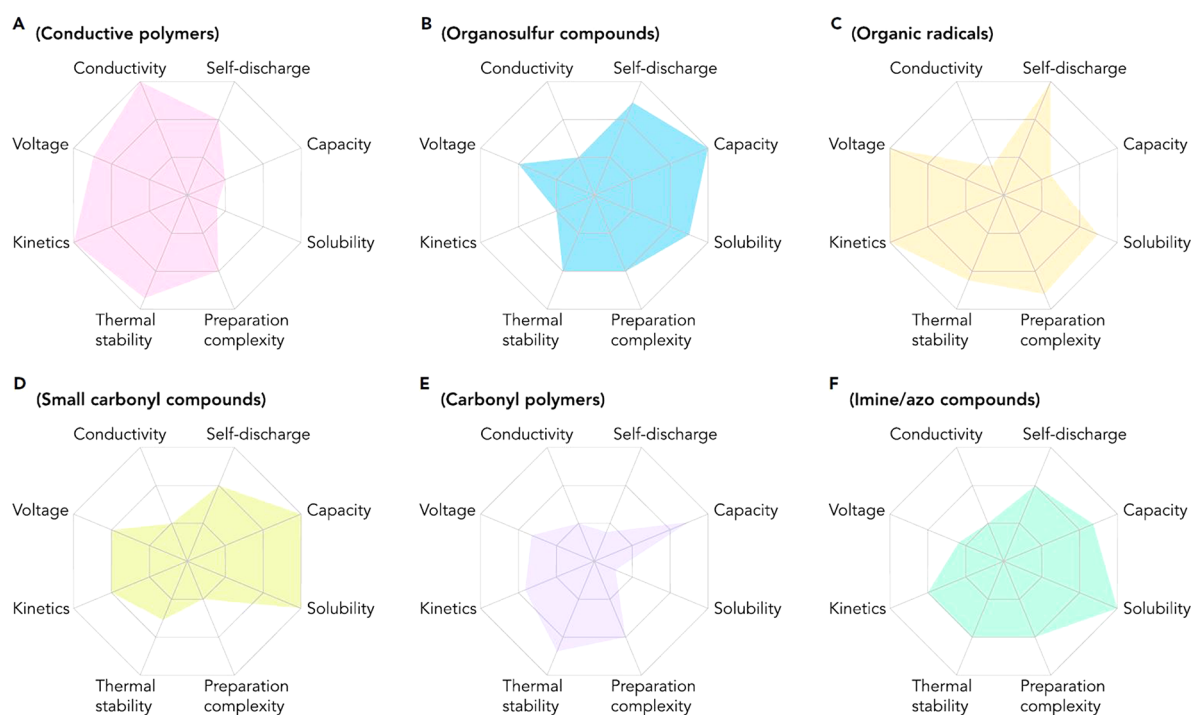 A (Conductive polymers)
Conductivity
Self-discharge
Voltage
Capacity
Kinetics
Solubility
Thermal
stability
Preparation
complexity
B (Organosulfur compounds)
Conductivity
Self-discharge
Voltage
Capacity
Kinetics
Solubility
Thermal
stability
Preparation
complexity
C (Organic radicals)
Conductivity
Self-discharge
Voltage
Capacity
Kinetics
Solubility
Thermal
stability
Preparation
complexity
D (Small carbonyl compounds)
Conductivity
Self-discharge
Voltage
Capacity
Kinetics
Solubility
Thermal
stability
Preparation
complexity
E (Carbonyl polymers)
Conductivity
Self-discharge
Voltage
Capacity
Kinetics
Solubility
Thermal
stability
Preparation
complexity
F (Imine/azo compounds)
Conductivity
Self-discharge
Voltage
Capacity
Kinetics
Solubility
Thermal
stability
Preparation
complexity